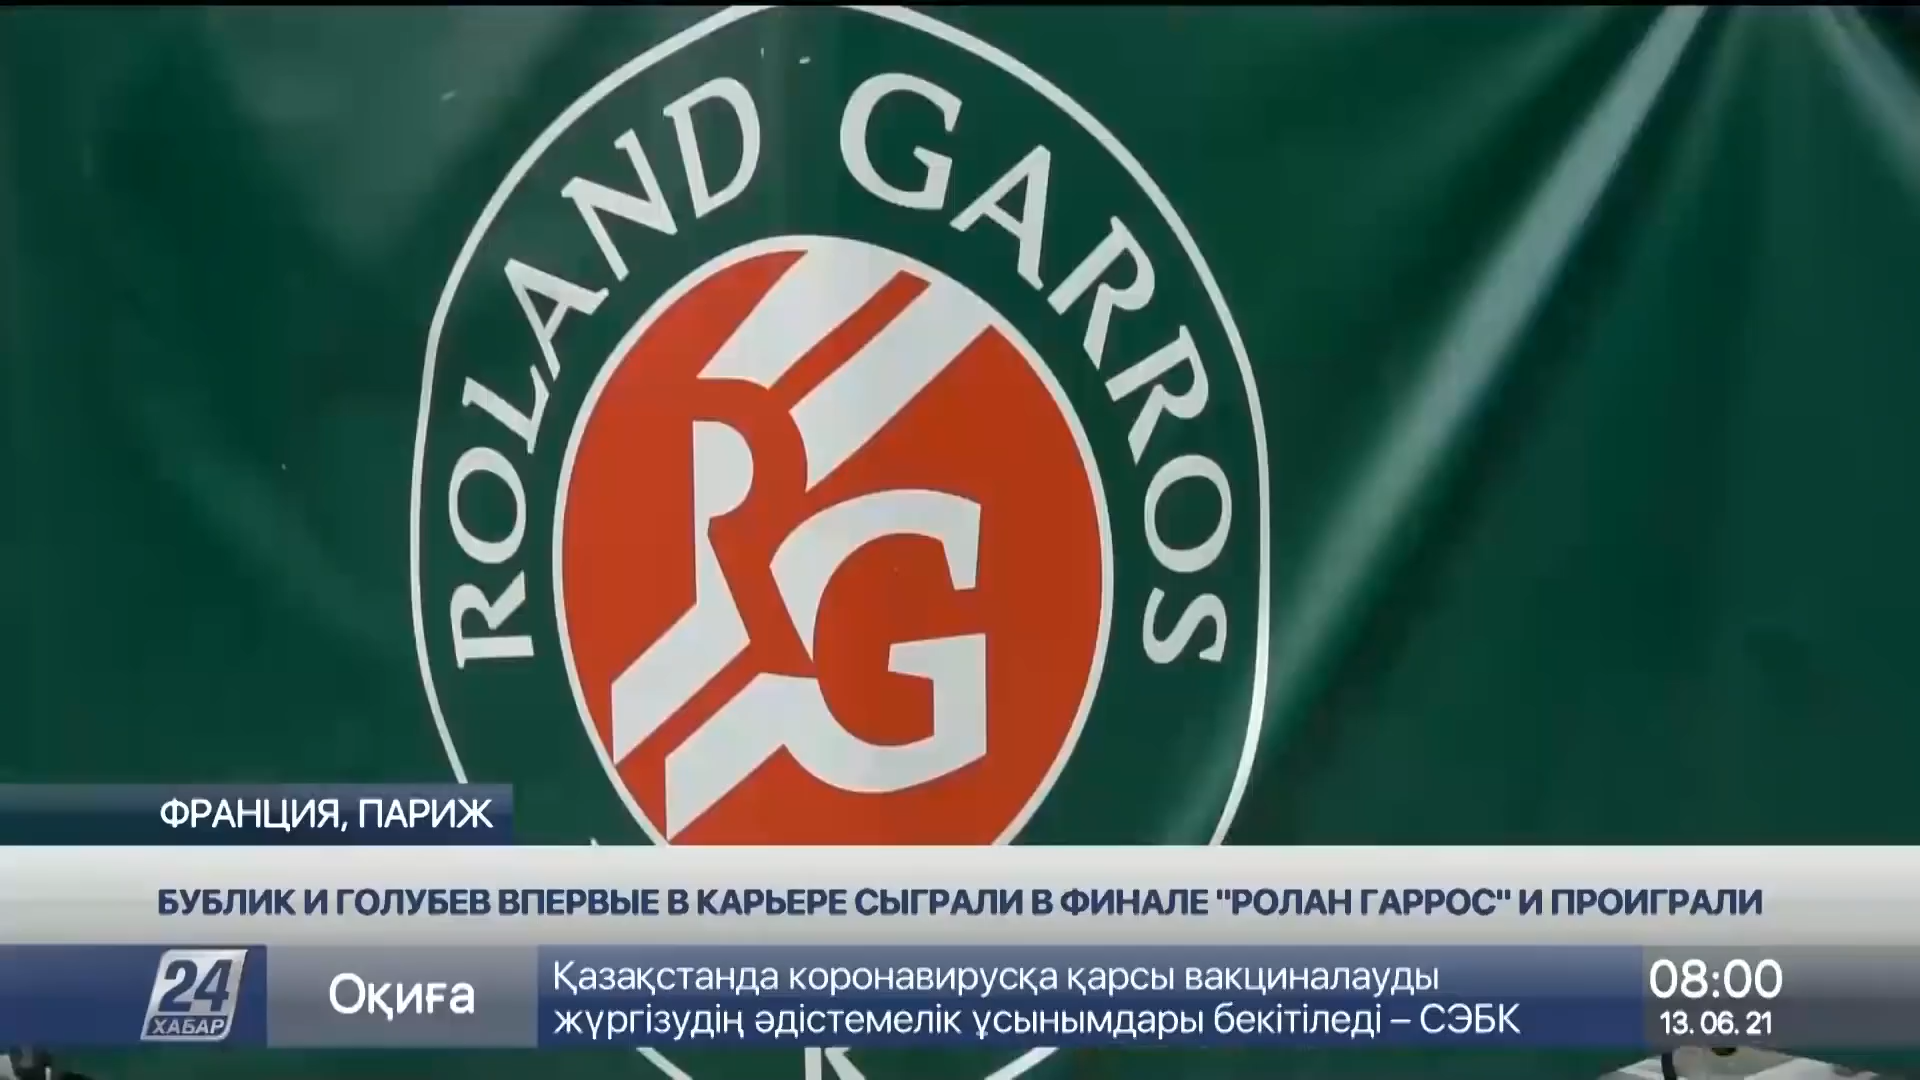 ROLAND GARROS
RG
ФРАНЦИЯ, ПАРИЖ
БУБЛИК И ГОЛУБЕВ ВПЕРВЫЕ В КАРЬЕРЕ СЫГРАЛИ В ФИНАЛЕ "РОЛАН ГАРРОС" И ПРОИГРАЛИ
24
ХАБАР
Оқиға
Қазақстанда коронавирусқа қарсы вакциналауды
жүргізудің әдістемелік ұсынымдары бекітіледі – СЭБК
08:00
13.06.21